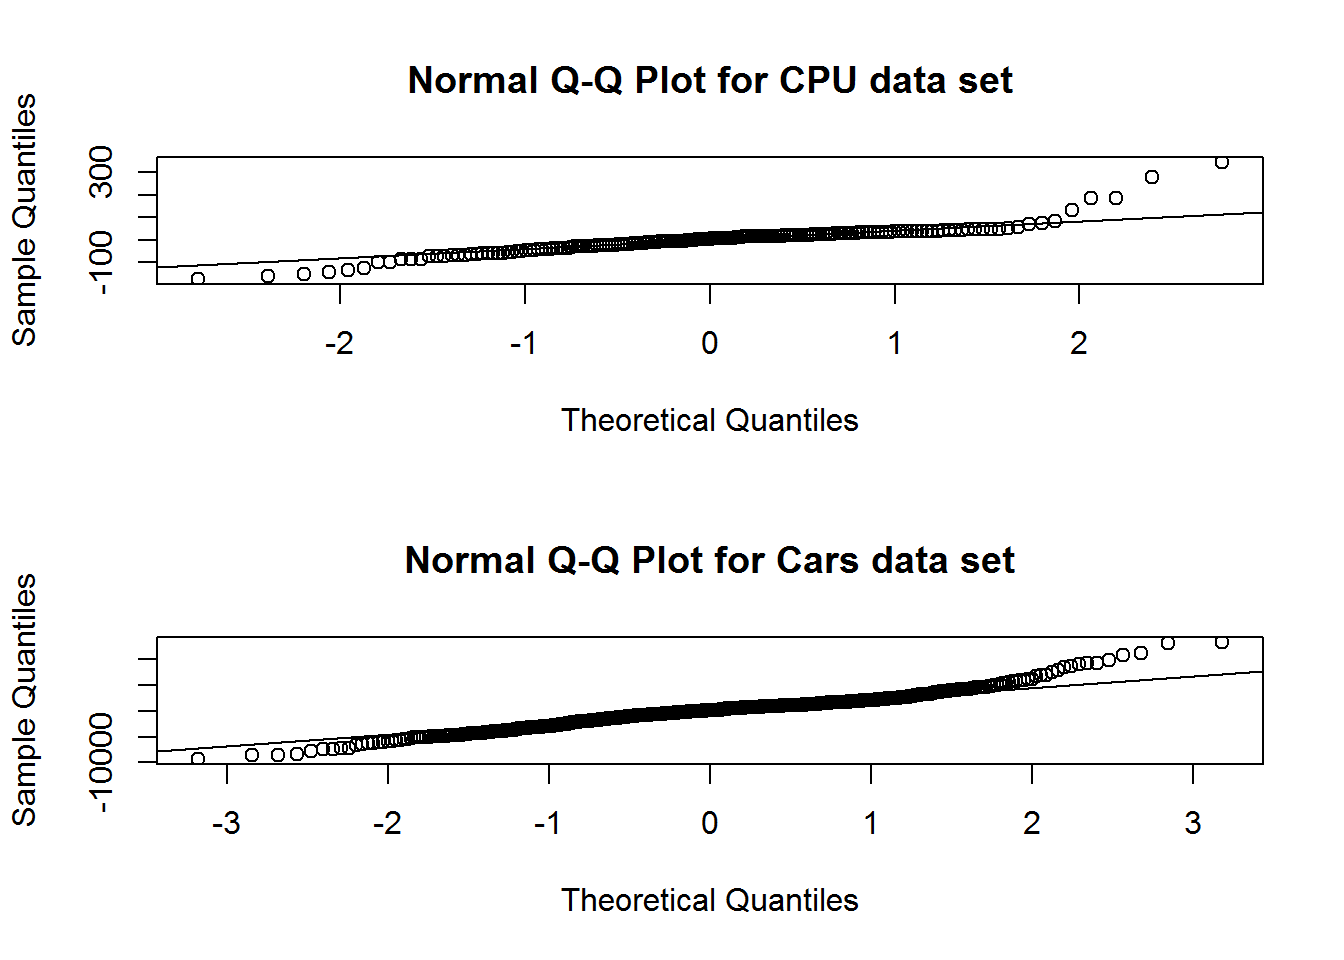 Normal Q-Q Plot for CPU data set
Sample Quantiles
300
-100
-2 -1 0 1 2
Theoretical Quantiles
Normal Q-Q Plot for Cars data set
Sample Quantiles
-10000
-3 -2 -1 0 1 2 3
Theoretical Quantiles